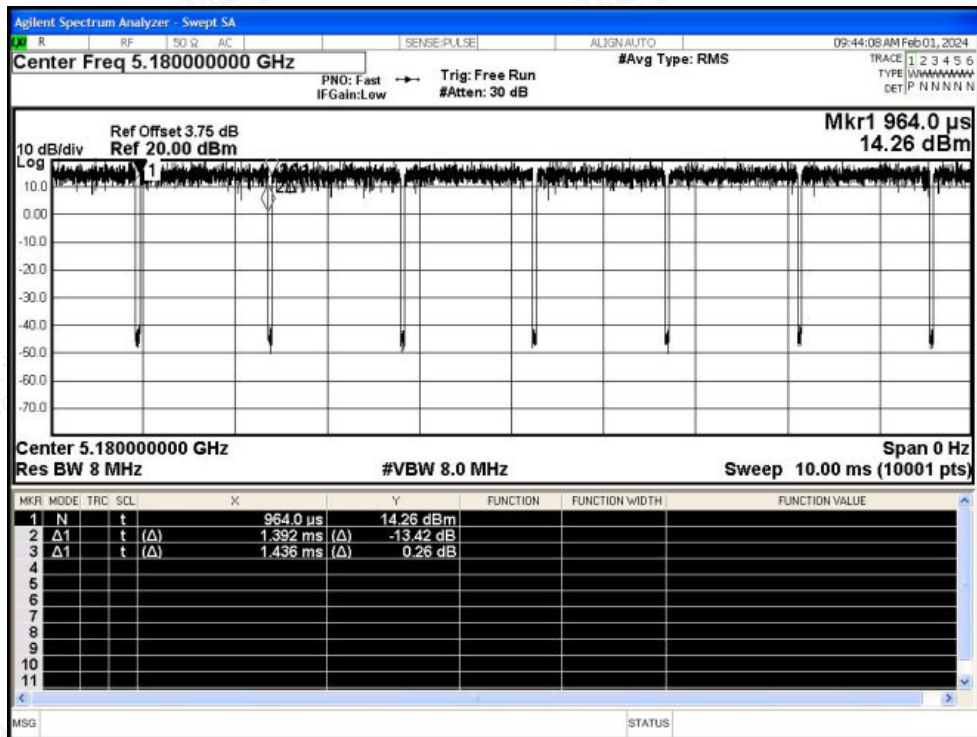 Agilent Spectrum Analyzer - Swept SA
LXI R RF 50 Ω AC SENSE:PULSE ALIGN AUTO 09:44:08 AM Feb 01, 2024
Center Freq 5.180000000 GHz #Avg Type: RMS TRACE 1 2 3 4 5 6
PNO: Fast Trig: Free Run TYPE WWWWWW
IFGain:Low #Atten: 30 dB DET P N N N N N
Mkr1 964.0 µs
Ref Offset 3.75 dB
10 dB/div Ref 20.00 dBm 14.26 dBm
Log
1
10.0
0.00
-10.0
-20.0
-30.0
-40.0
-50.0
-60.0
-70.0
Center 5.180000000 GHz Span 0 Hz
Res BW 8 MHz #VBW 8.0 MHz Sweep 10.00 ms (10001 pts)
MKR MODE TRC SCL X Y FUNCTION FUNCTION WIDTH FUNCTION VALUE
1 N t 964.0 µs 14.26 dBm
2 Δ1 t (Δ) 1.392 ms (Δ) -13.42 dB
3 Δ1 t (Δ) 1.436 ms (Δ) 0.26 dB
4
5
6
7
8
9
10
11
MSG STATUS